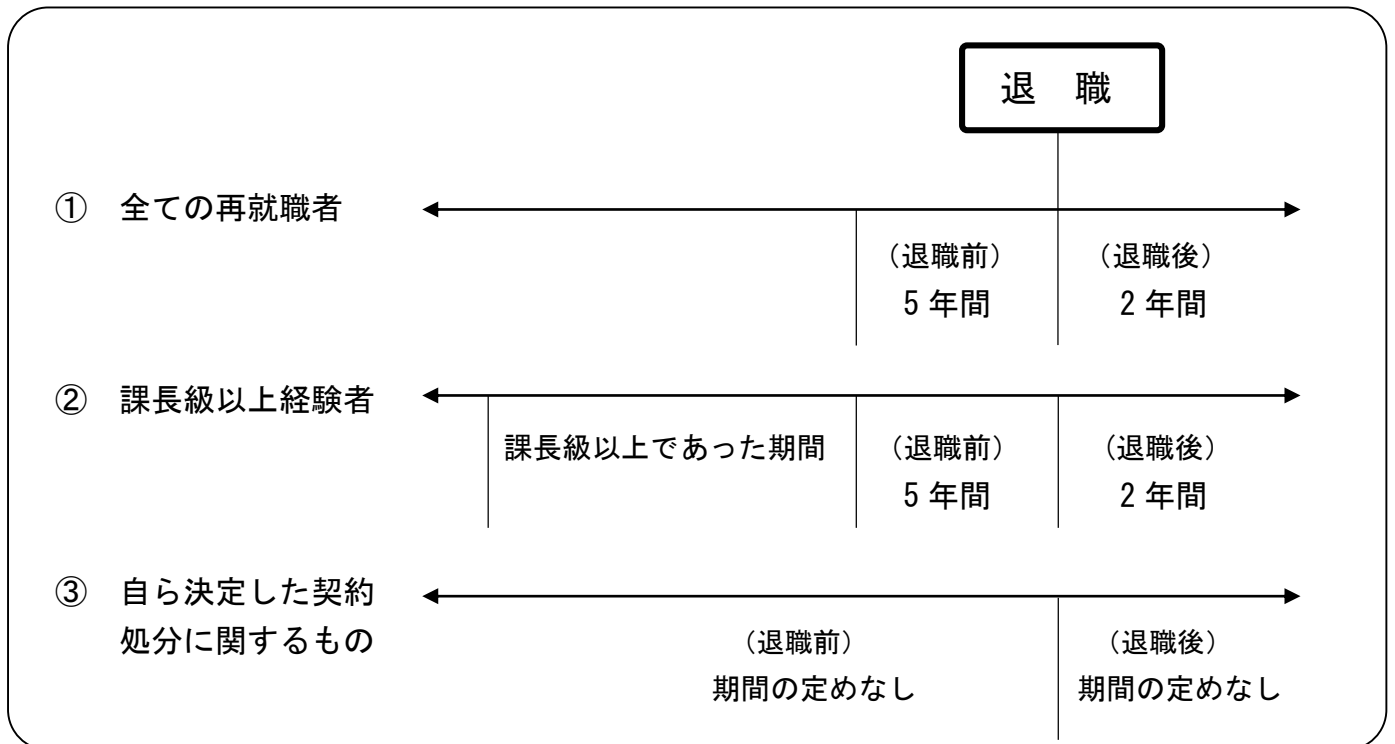 退　職
①　全ての再就職者
（退職前）　（退職後）
5 年間　2 年間
②　課長級以上経験者
課長級以上であった期間　（退職前）　（退職後）
5 年間　2 年間
③　自ら決定した契約
処分に関するもの
（退職前）　（退職後）
期間の定めなし　期間の定めなし